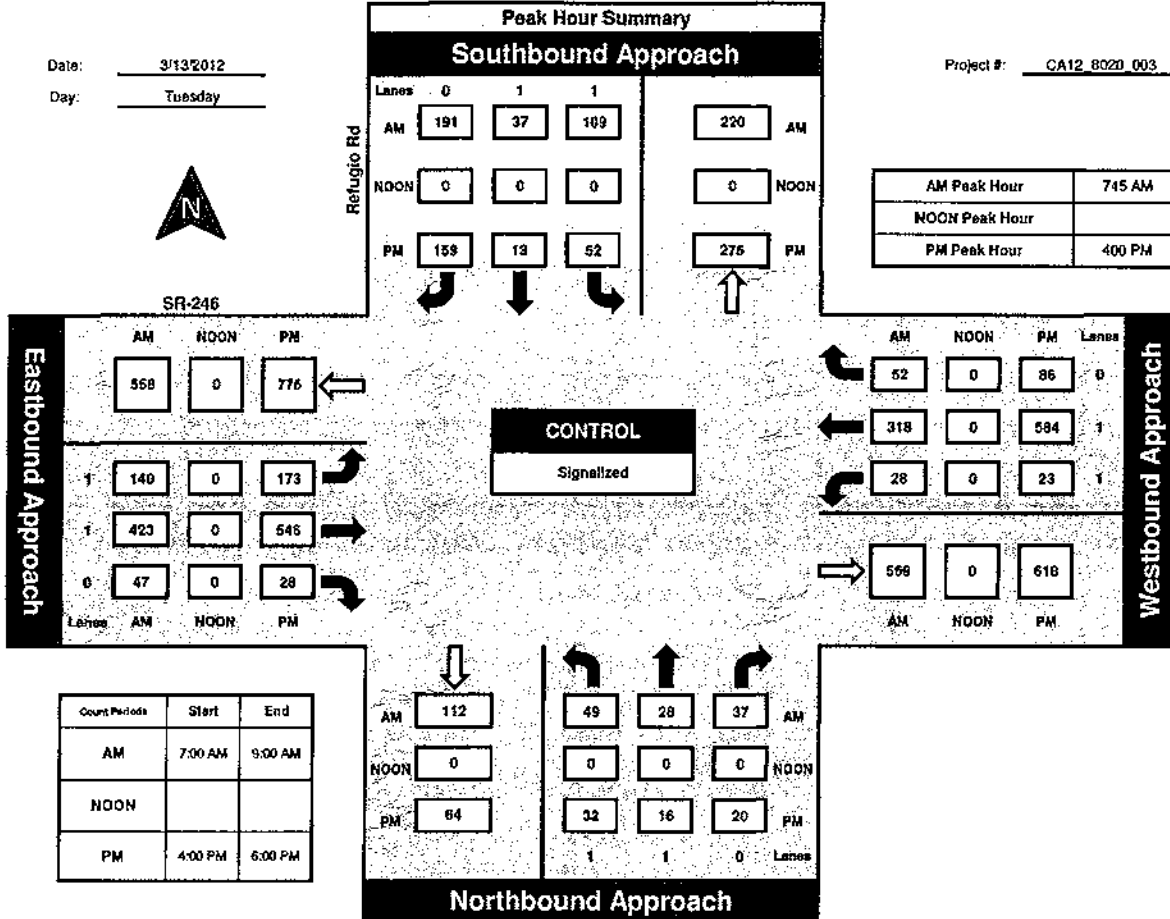 Peak Hour Summary
Southbound Approach
Date: 3/13/2012
Day: Tuesday
Project #: CA12_8020_003
Refugio Rd
Lanes 0 1 1
AM 191 37 109 220 AM
NOON 0 0 0 0 NOON
PM 159 13 52 275 PM
N
AM Peak Hour 745 AM
NOON Peak Hour
PM Peak Hour 400 PM
SR-246
Eastbound Approach
AM NOON PM
558 0 775
1 140 0 173
1 423 0 546
0 47 0 28
Lanes AM NOON PM
CONTROL
Signalized
AM NOON PM Lanes
52 0 86 0
318 0 584 1
28 0 23 1
569 0 618
AM NOON PM
Westbound Approach
Count Periods Start End
AM 7:00 AM 9:00 AM
NOON
PM 4:00 PM 6:00 PM
AM 112 49 28 37 AM
NOON 0 0 0 0 NOON
PM 64 32 16 20 PM
1 1 0 Lanes
Northbound Approach